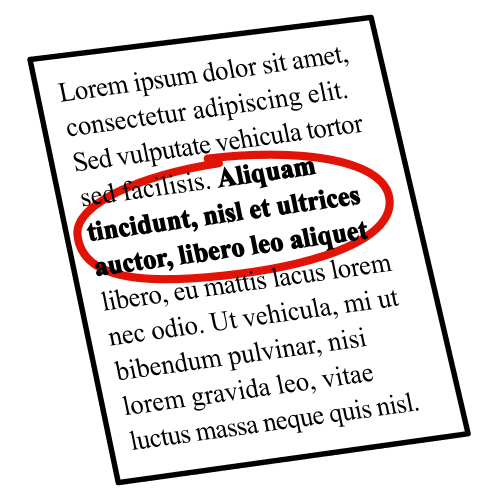 Lorem ipsum dolor sit amet,
consectetur adipiscing elit.
Sed vulputate vehicula tortor
sed facilisis. Aliquam
tincidunt, nisl et ultrices
auctor, libero leo aliquet
libero, eu mattis lacus lorem
nec odio. Ut vehicula, mi ut
bibendum pulvinar, nisi
lorem gravida leo, vitae
luctus massa neque quis nisl.